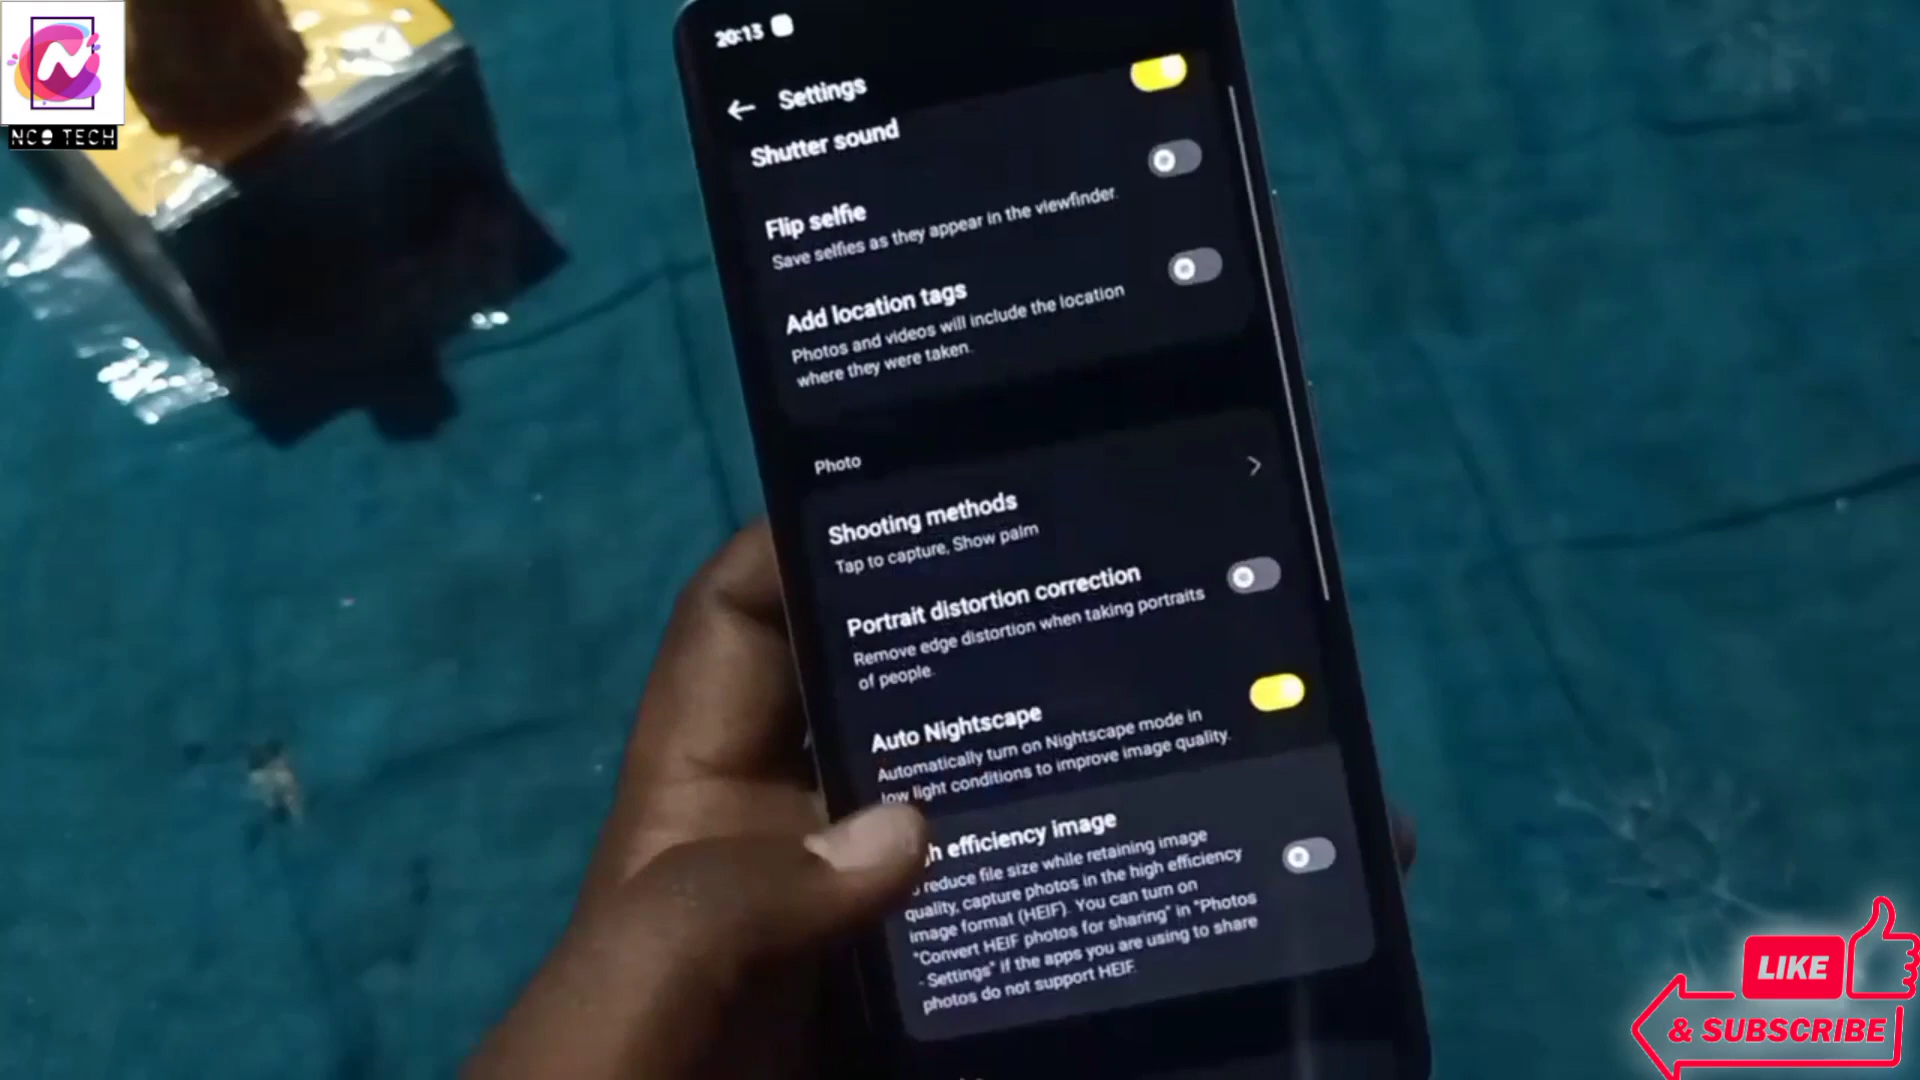 NCO TECH
20:13
Settings
Shutter sound
Flip selfie
Save selfies as they appear in the viewfinder.
Add location tags
Photos and videos will include the location
where they were taken.
Photo
Shooting methods
Tap to capture, Show palm
Portrait distortion correction
Remove edge distortion when taking portraits
of people.
Auto Nightscape
Automatically turn on Nightscape mode in
low light conditions to improve image quality.
efficiency image
reduce file size while retaining image
quality, capture photos in the high efficiency
image format (HEIF). You can turn on
"Convert HEIF photos for sharing" in "Photos
- Settings" if the apps you are using to share
photos do not support HEIF.
LIKE
& SUBSCRIBE